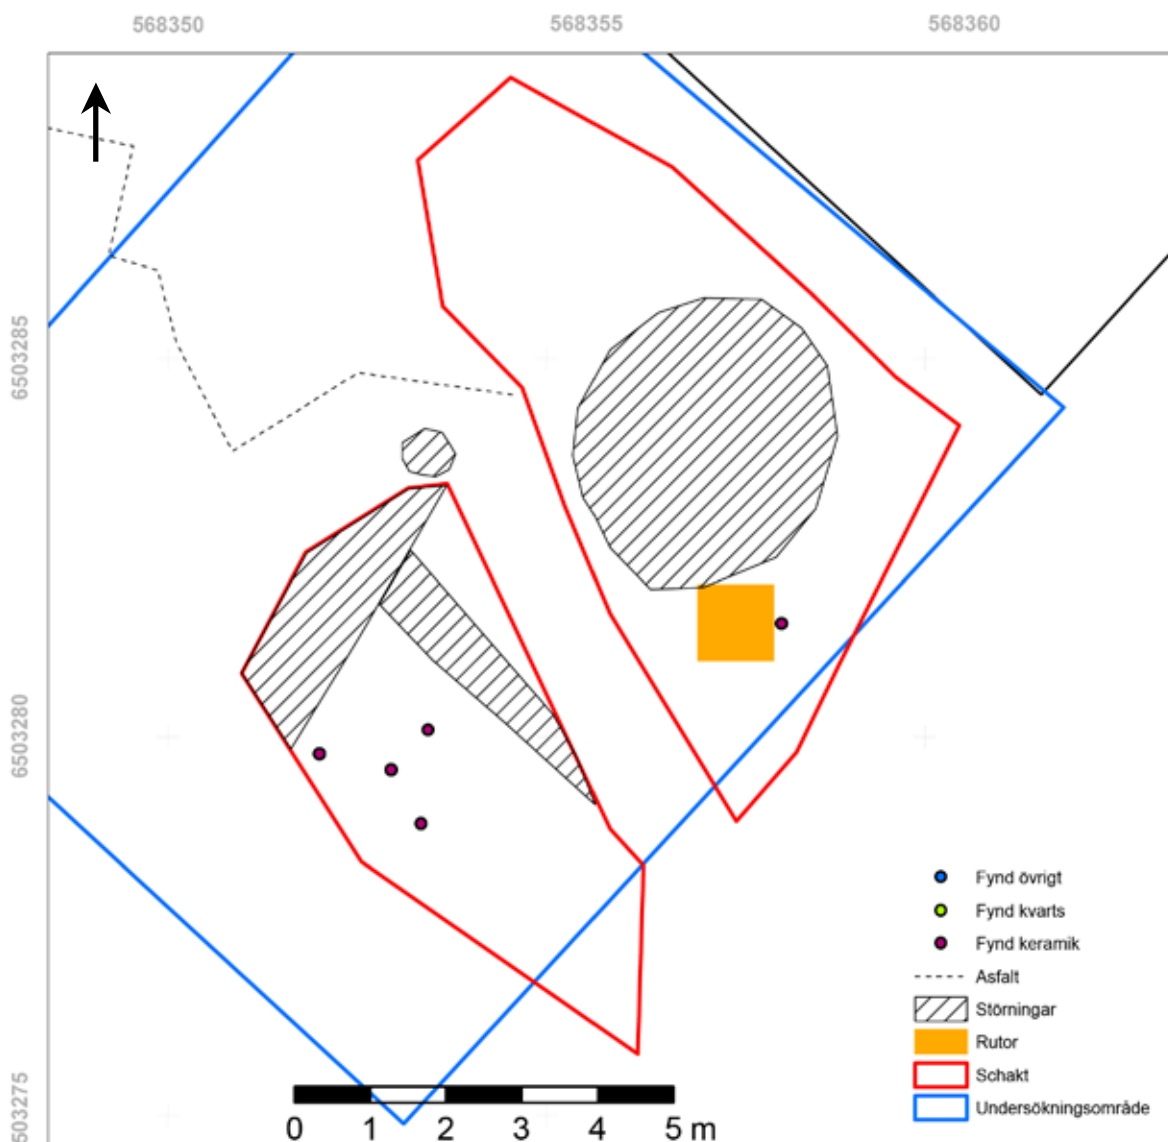 568350
568355
568360
6503285
6503280
503275
Fynd övrigt
Fynd kvarts
Fynd keramik
Asfalt
Störningar
Rutor
Schakt
Undersökningsområde
0 1 2 3 4 5 m